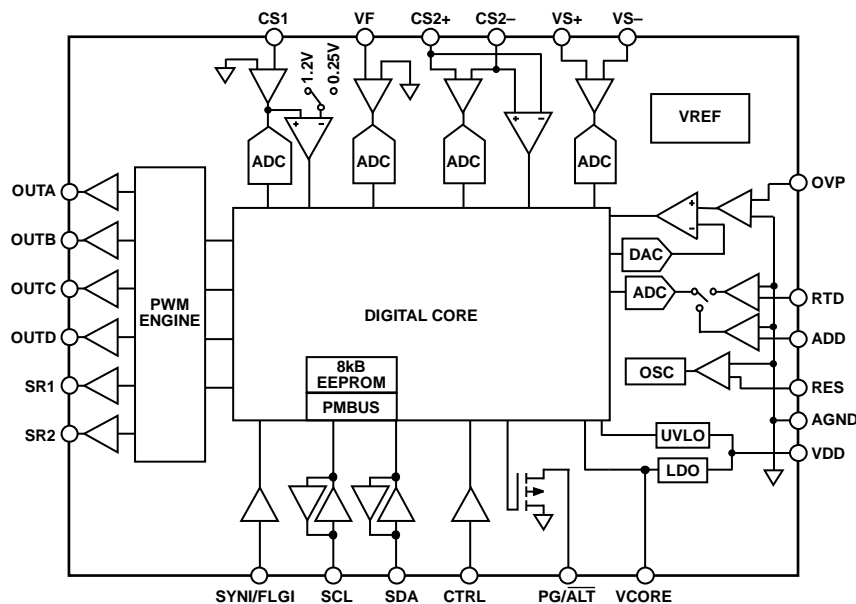 CS1 VF CS2+ CS2– VS+ VS–
1.2V
0.25V
VREF
ADC ADC ADC ADC
OUTA
OUTB
OUTC
OUTD
SR1
SR2
PWM
ENGINE
DIGITAL CORE
8kB
EEPROM
PMBUS
+ –
+ –
+
–
DAC
ADC
OSC
UVLO
LDO
OVP
RTD
ADD
RES
AGND
VDD
SYNI/FLGI SCL SDA CTRL PG/A̅L̅T̅ VCORE